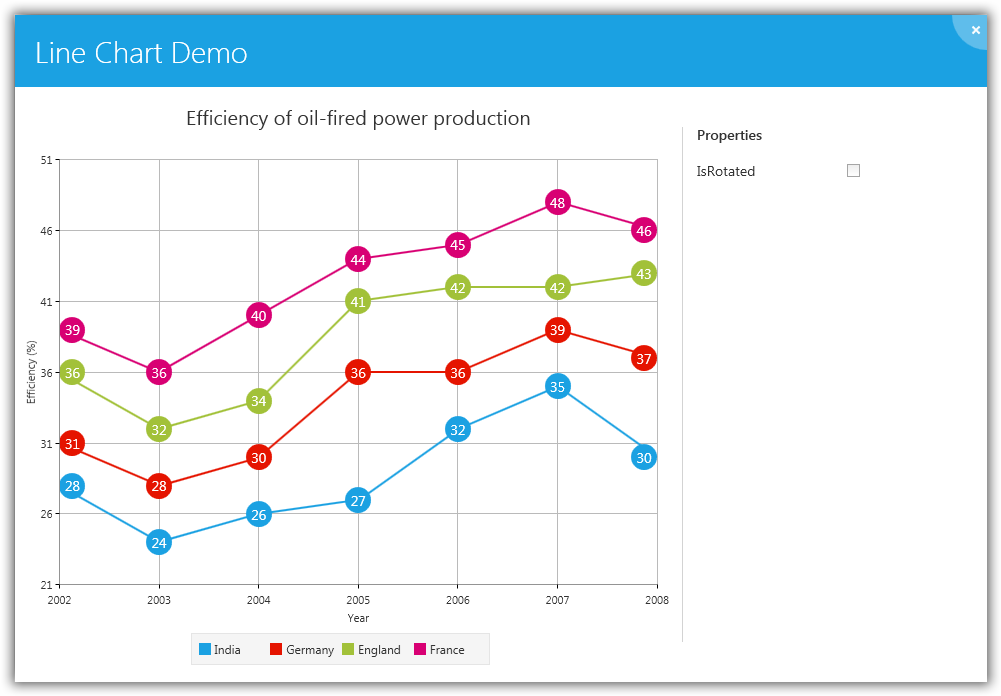 ×
Line Chart Demo
Efficiency of oil-fired power production
Properties
IsRotated
51
46
41
36
31
26
21
Efficiency (%)
39 36 40 44 45 48 46
36 32 34 41 42 42 43
31 28 30 36 36 39 37
28 24 26 27 32 35 30
2002 2003 2004 2005 2006 2007 2008
Year
India Germany England France